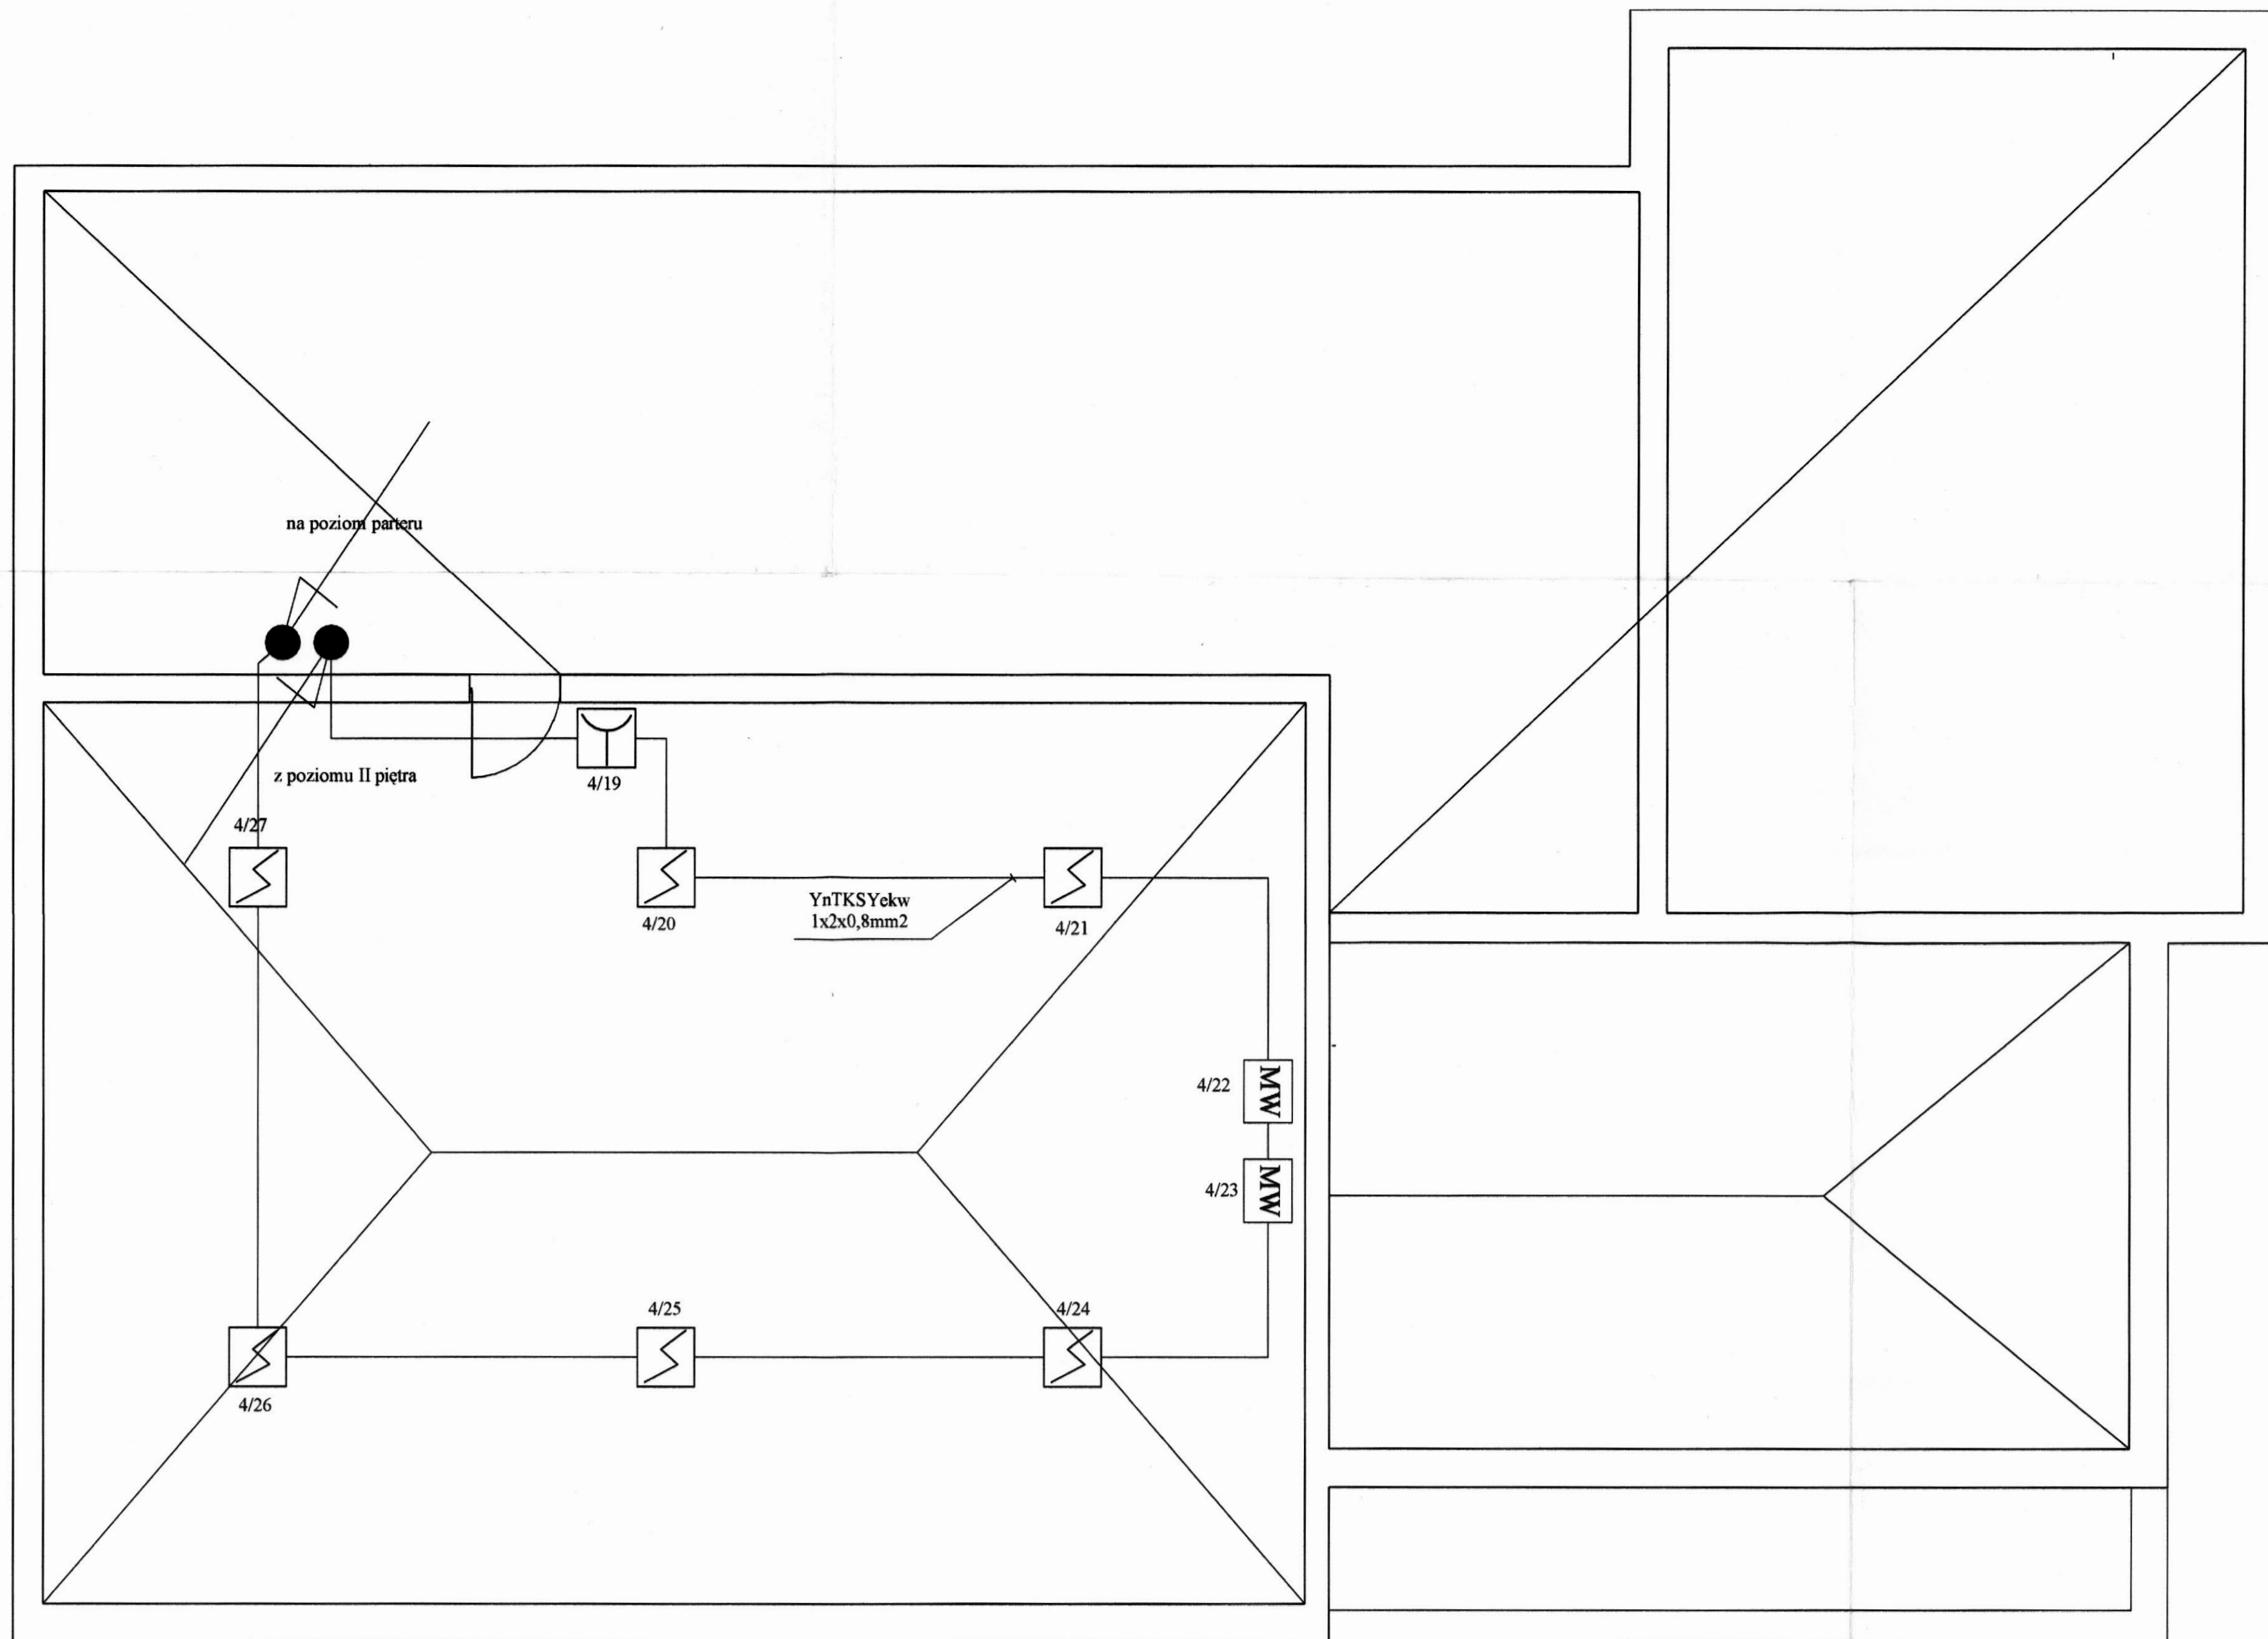 na poziom parteru
z poziomu II piętra
4/19
4/27
4/20
YnTKSYekw
1x2x0,8mm2
4/21
4/22
MW
4/23
MW
4/25
4/24
4/26